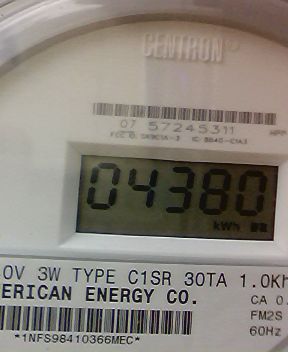 CENTRON
07 57245311
04380
kWh
0V 3W TYPE C1SR 30TA 1.0Kh
ERICAN ENERGY CO.
CA 0.
FM2S
60Hz
*1NFS98410366MEC*